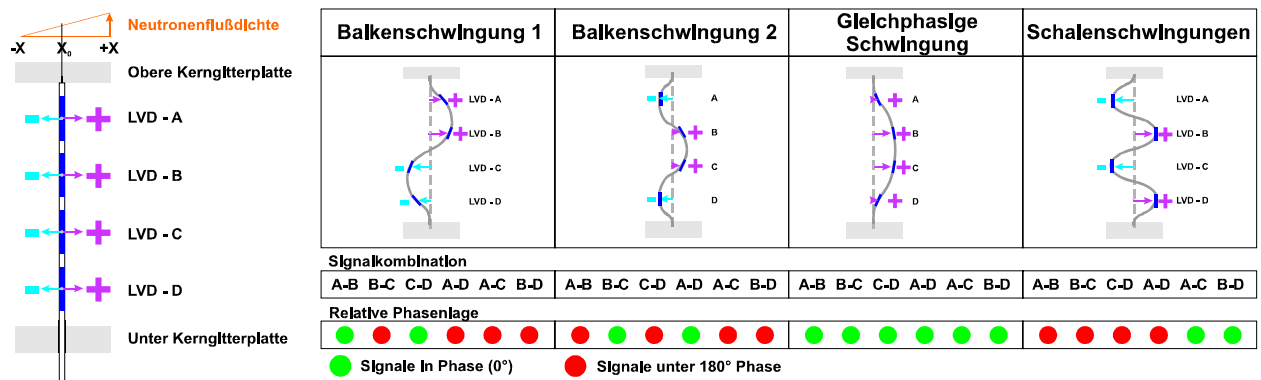 Neutronenflußdichte
-X X₀ +X
Obere Kerngitterplatte
LVD - A
LVD - B
LVD - C
LVD - D
Unter Kerngitterplatte
Balkenschwingung 1
LVD - A
LVD - B
LVD - C
LVD - D
Balkenschwingung 2
A
B
C
D
Gleichphasige
Schwingung
A
B
C
D
Schalenschwingungen
LVD - A
LVD - B
LVD - C
LVD - D
Signalkombination
A-B B-C C-D A-D A-C B-D A-B B-C C-D A-D A-C B-D A-B B-C C-D A-D A-C B-D A-B B-C C-D A-D A-C B-D
Relative Phasenlage
Signale in Phase (0°) Signale unter 180° Phase